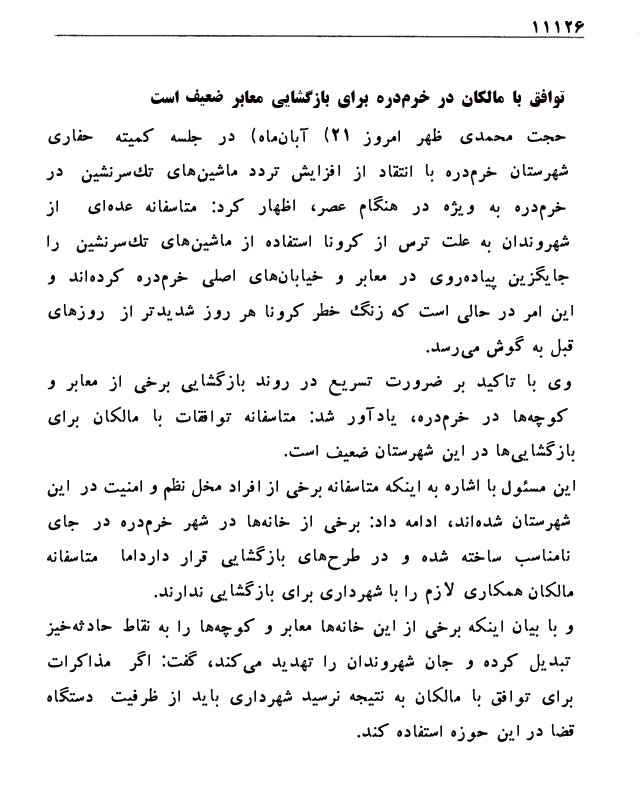 ۱۱۱۲۶
توافق با مالکان در خرم‌دره برای بازگشایی معابر ضعیف است
حجت محمدی ظهر امروز ۲۱) آبان‌ماه) در جلسه کمیته حفاری
شهرستان خرم‌دره با انتقاد از افزایش تردد ماشین‌های تك‌سرنشین در
خرم‌دره به ویژه در هنگام عصر، اظهار کرد: متاسفانه عده‌ای از
شهروندان به علت ترس از کرونا استفاده از ماشین‌های تك‌سرنشین را
جایگزین پیاده‌روی در معابر و خیابان‌های اصلی خرم‌دره کرده‌اند و
این امر در حالی است که زنگ خطر کرونا هر روز شدیدتر از روزهای
قبل به گوش می‌رسد.
وی با تاکید بر ضرورت تسریع در روند بازگشایی برخی از معابر و
کوچه‌ها در خرم‌دره، یادآور شد: متاسفانه توافقات با مالکان برای
بازگشایی‌ها در این شهرستان ضعیف است.
این مسئول با اشاره به اینکه متاسفانه برخی از افراد مخل نظم و امنیت در این
شهرستان شده‌اند، ادامه داد: برخی از خانه‌ها در شهر خرم‌دره در جای
نامناسب ساخته شده و در طرح‌های بازگشایی قرار دارداما متاسفانه
مالکان همکاری لازم را با شهرداری برای بازگشایی ندارند.
و با بیان اینکه برخی از این خانه‌ها معابر و کوچه‌ها را به نقاط حادثه‌خیز
تبدیل کرده و جان شهروندان را تهدید می‌کند، گفت: اگر مذاکرات
برای توافق با مالکان به نتیجه نرسید شهرداری باید از ظرفیت دستگاه
قضا در این حوزه استفاده کند.